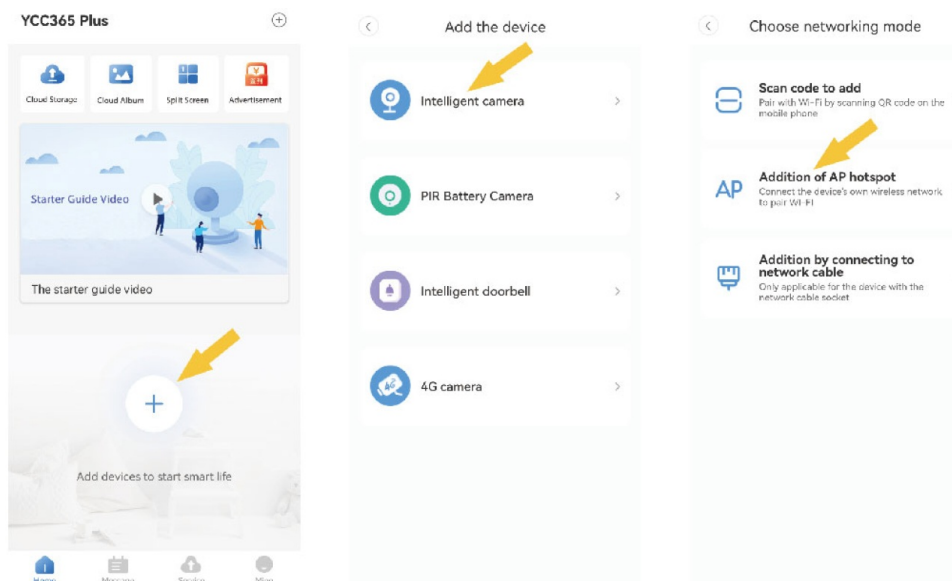 YCC365 Plus
Cloud Storage
Cloud Album
Split Screen
Advertisement
Starter Guide Video
The starter guide video
Add devices to start smart life
Home
Message
Service
Mine
Add the device
Intelligent camera
PIR Battery Camera
Intelligent doorbell
4G camera
Choose networking mode
Scan code to add
Pair with Wi-Fi by scanning QR code on the
mobile phone
AP
Addition of AP hotspot
Connect the device's own wireless network
to pair WI-FI
Addition by connecting to
network cable
Only applicable for the device with the
network cable socket